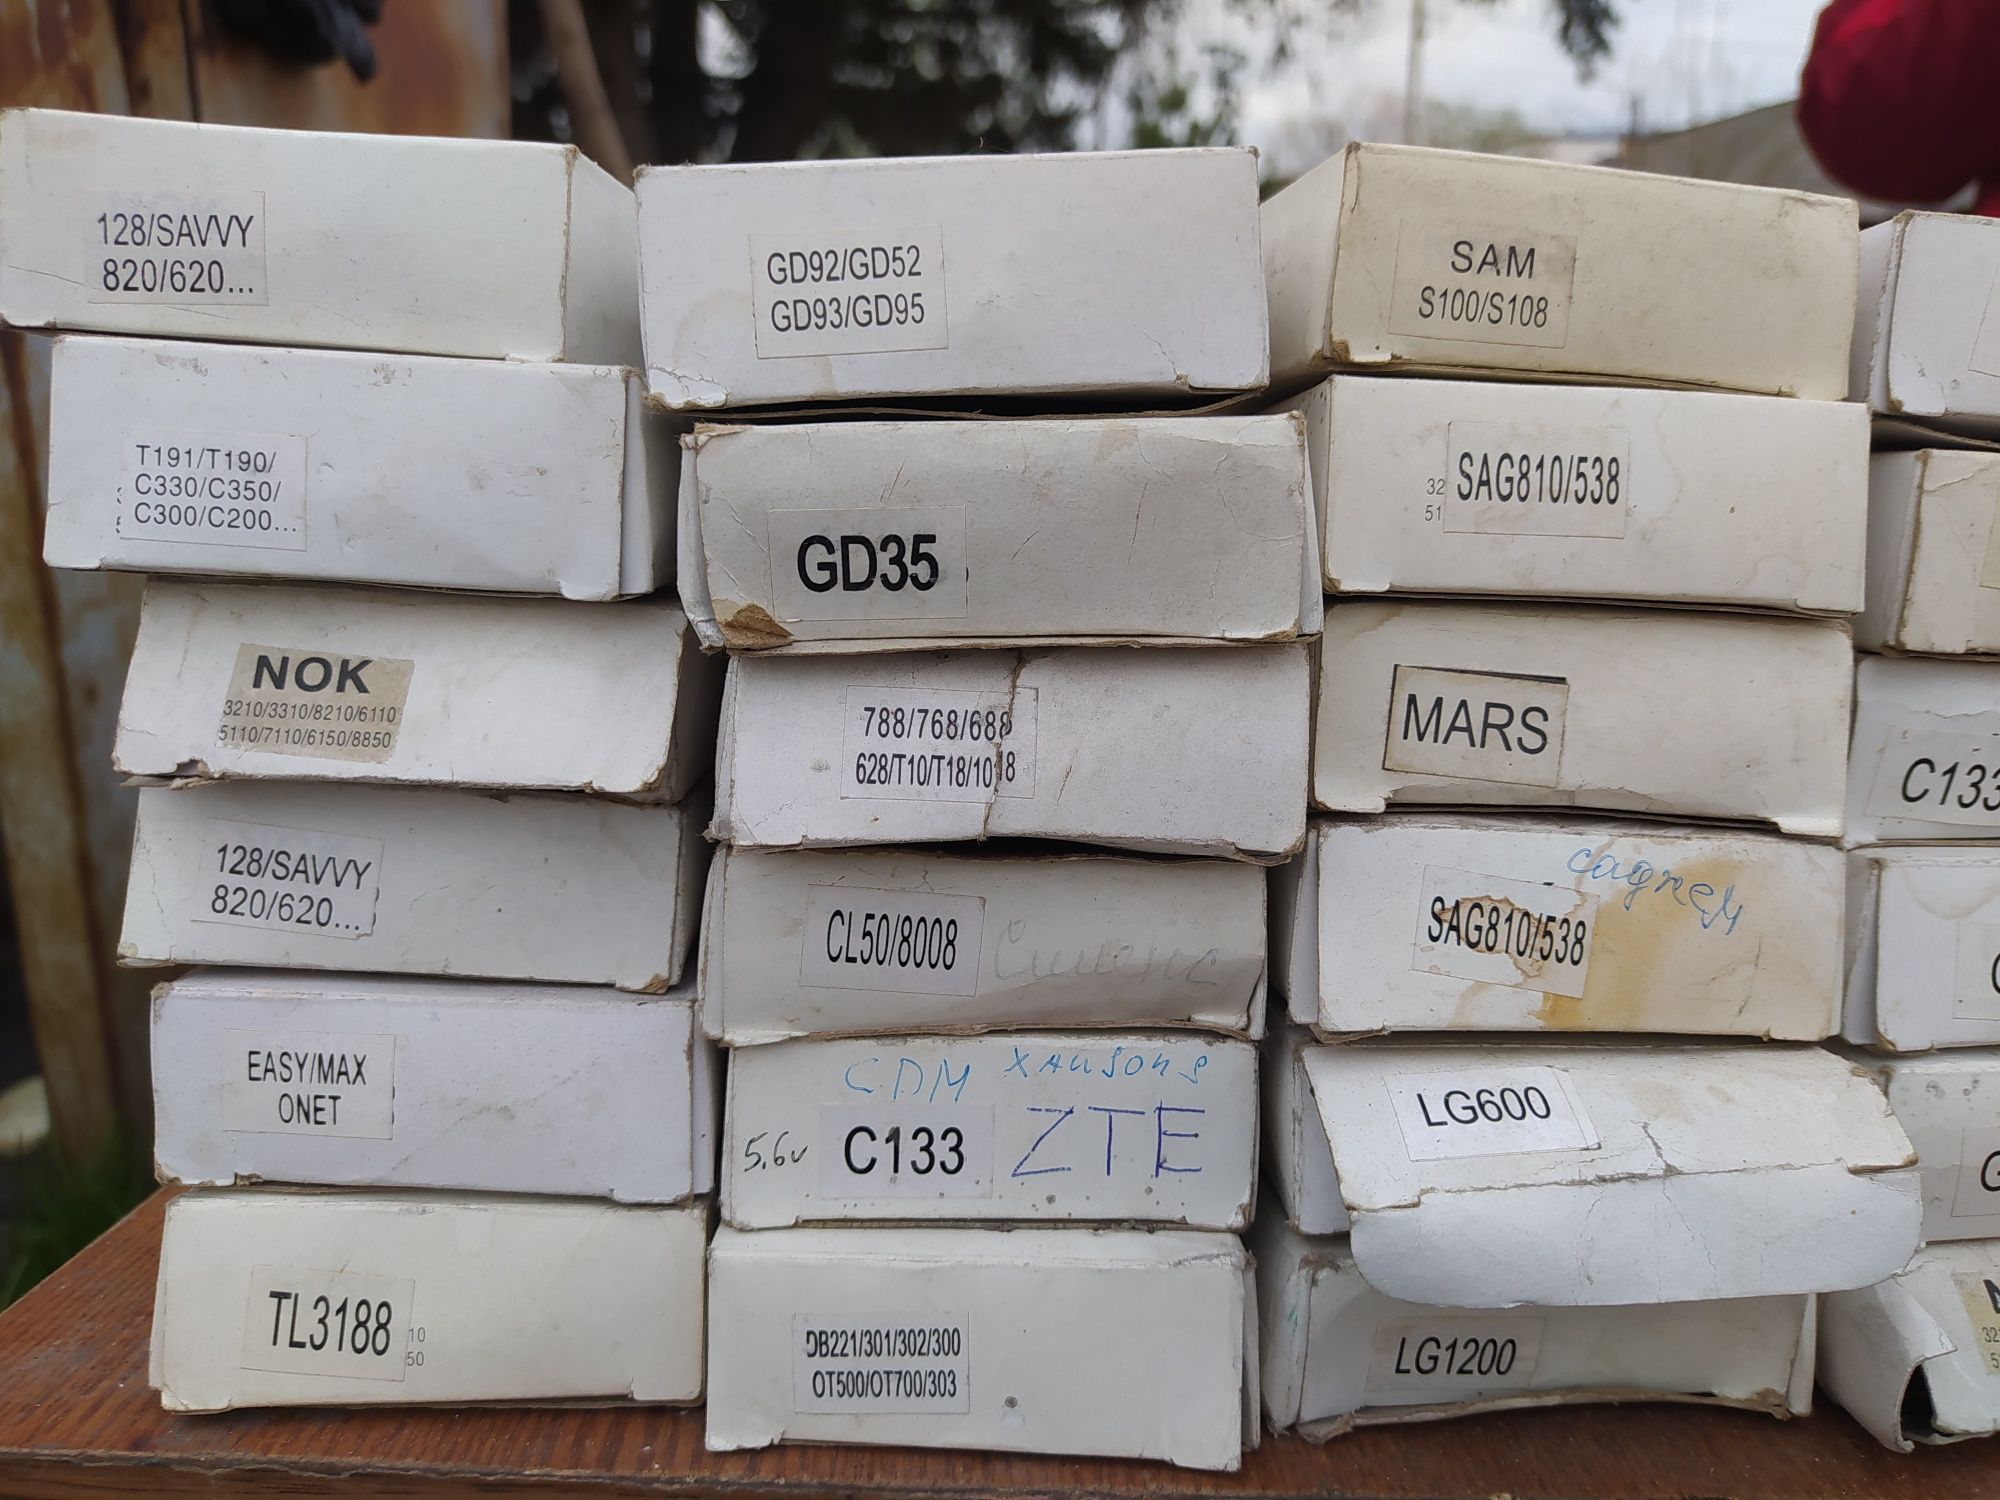 128/SAVVY
820/620...
T191/T190/
C330/C350/
C300/C200...
NOK
3210/3310/8210/6110
5110/7110/6150/8850
128/SAVVY
820/620...
EASY/MAX
ONET
TL3188
10
50
GD92/GD52
GD93/GD95
GD35
788/768/688
628/T10/T18/1018
CL50/8008
Сименс
CDM
5.6v
C133
ZTE
DB221/301/302/300
OT500/OT700/303
SAM
S100/S108
32
51
SAG810/538
MARS
сагнем
SAG810/538
LG600
LG1200
C133